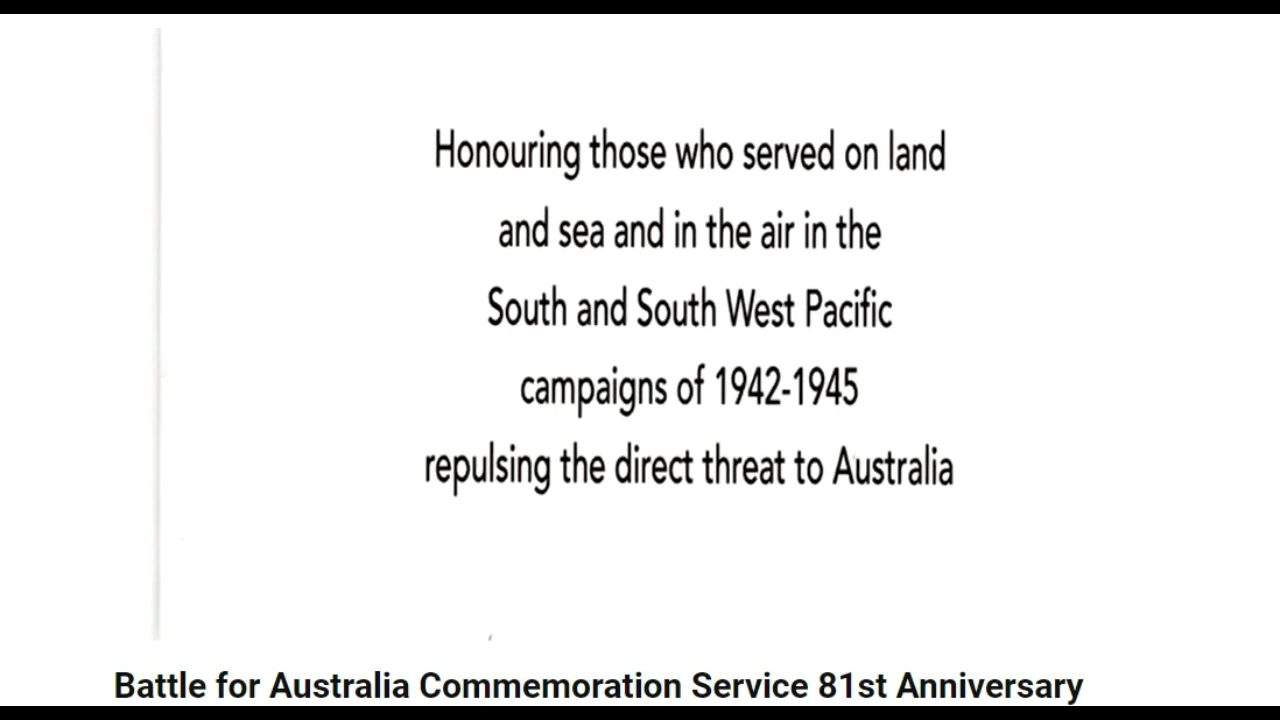 Honouring those who served on land
and sea and in the air in the
South and South West Pacific
campaigns of 1942-1945
repulsing the direct threat to Australia
Battle for Australia Commemoration Service 81st Anniversary